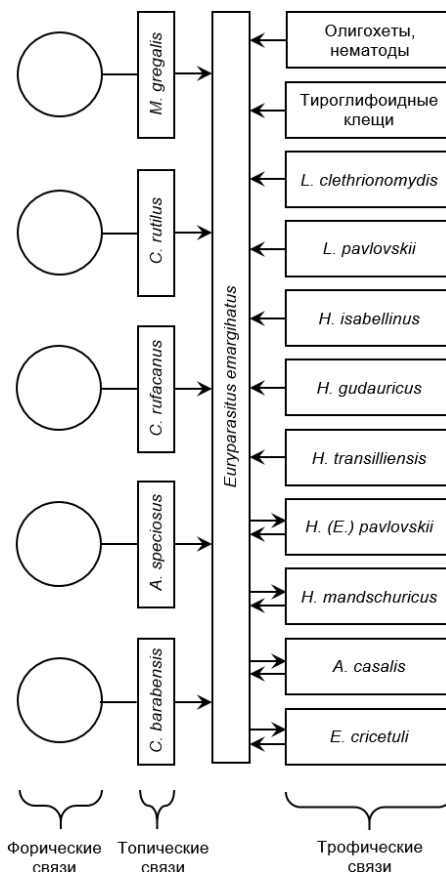 M. gregalis
C. rutilus
C. rufacanus
A. speciosus
C. barabensis
Euryparasitus emargihatus
Олигохеты,
нематоды
Тироглифоидные
клещи
L. clethrionomydis
L. pavlovskii
H. isabellinus
H. gudauricus
H. transilliensis
H. (E.) pavlovskii
H. mandschuricus
A. casalis
E. cricetuli
Форические
связи
Топические
связи
Трофические
связи